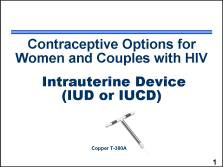 Contraceptive Options for
Women and Couples with HIV
Intrauterine Device
(IUD or IUCD)
Copper T-380A
1